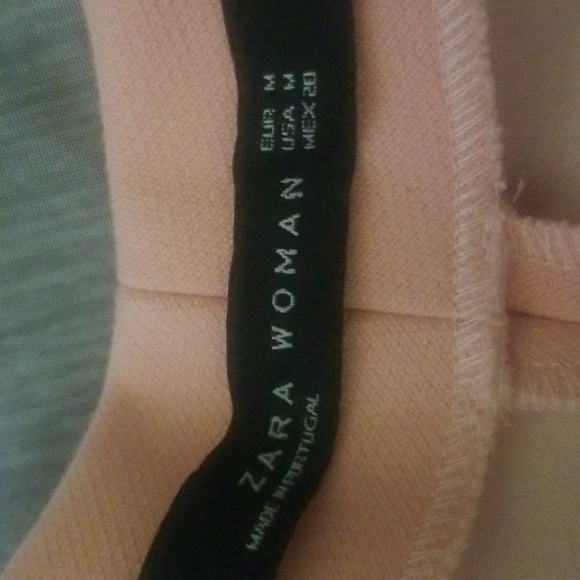 ZARA WOMAN
MADE IN PORTUGAL
EUR M
USA M
MEX 28